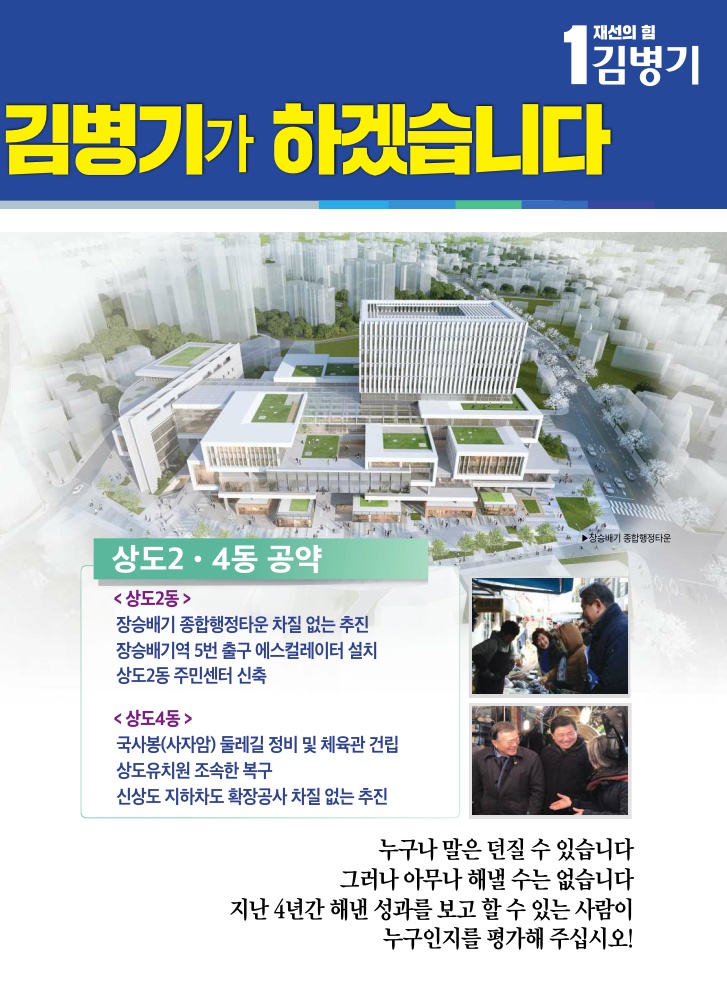 재선의 힘
1김병기
김병기가 하겠습니다
▶장승배기 종합행정타운
상도2·4동 공약
< 상도2동 >
장승배기 종합행정타운 차질 없는 추진
장승배기역 5번 출구 에스컬레이터 설치
상도2동 주민센터 신축
< 상도4동 >
국사봉(사자암) 둘레길 정비 및 체육관 건립
상도유치원 조속한 복구
신상도 지하차도 확장공사 차질 없는 추진
누구나 말은 던질 수 있습니다
그러나 아무나 해낼 수는 없습니다
지난 4년간 해낸 성과를 보고 할 수 있는 사람이
누구인지를 평가해 주십시오!